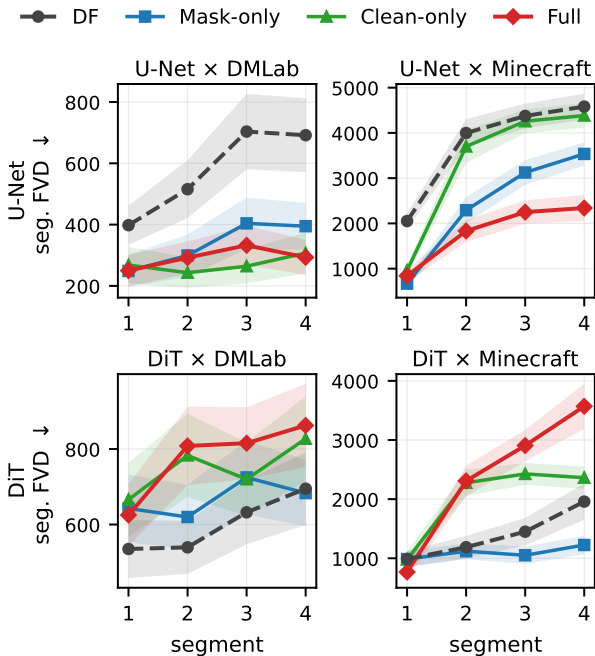 DF Mask-only Clean-only Full
U-Net × DMLab
U-Net × Minecraft
U-Net
seg. FVD ↓
800
600
400
200
1 2 3 4
5000
4000
3000
2000
1000
1 2 3 4
DiT × DMLab
DiT × Minecraft
DiT
seg. FVD ↓
800
600
1 2 3 4
segment
4000
3000
2000
1000
1 2 3 4
segment